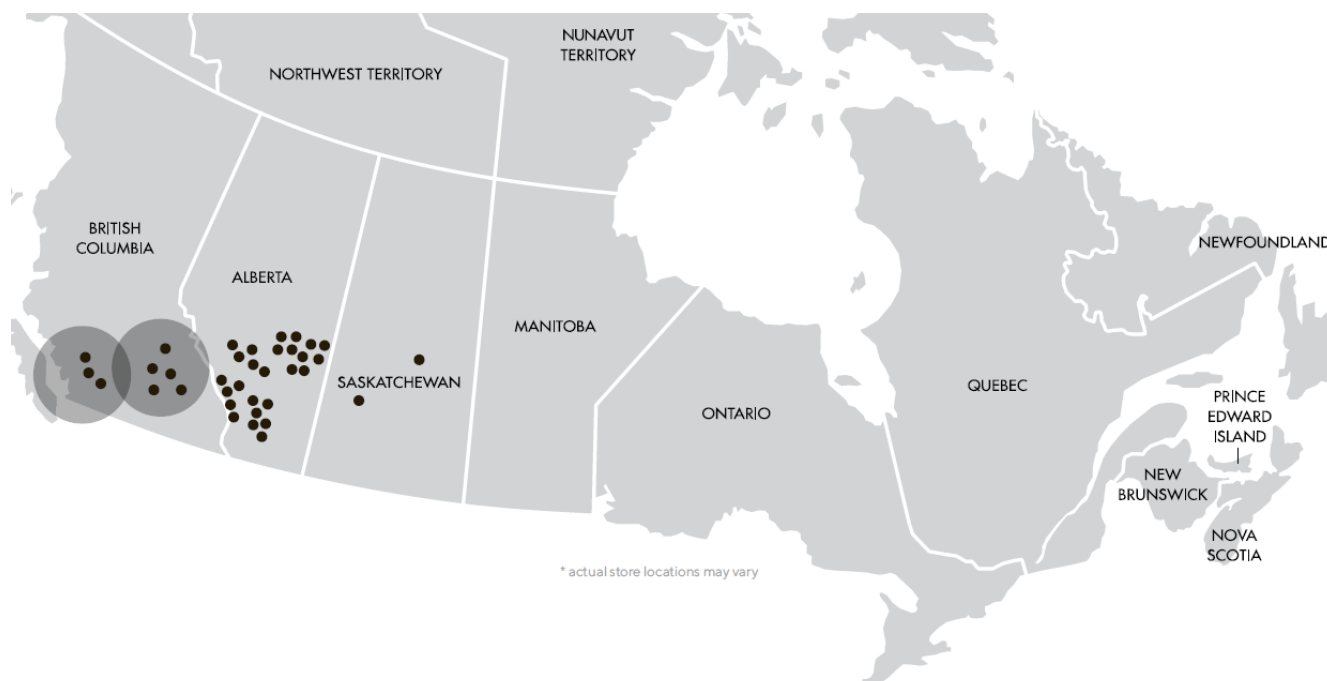 NUNAVUT
TERRITORY
NORTHWEST TERRITORY
BRITISH
COLUMBIA
NEWFOUNDLAND
ALBERTA
MANITOBA
SASKATCHEWAN
QUEBEC
ONTARIO
PRINCE
EDWARD
ISLAND
NEW
BRUNSWICK
NOVA
SCOTIA
* actual store locations may vary